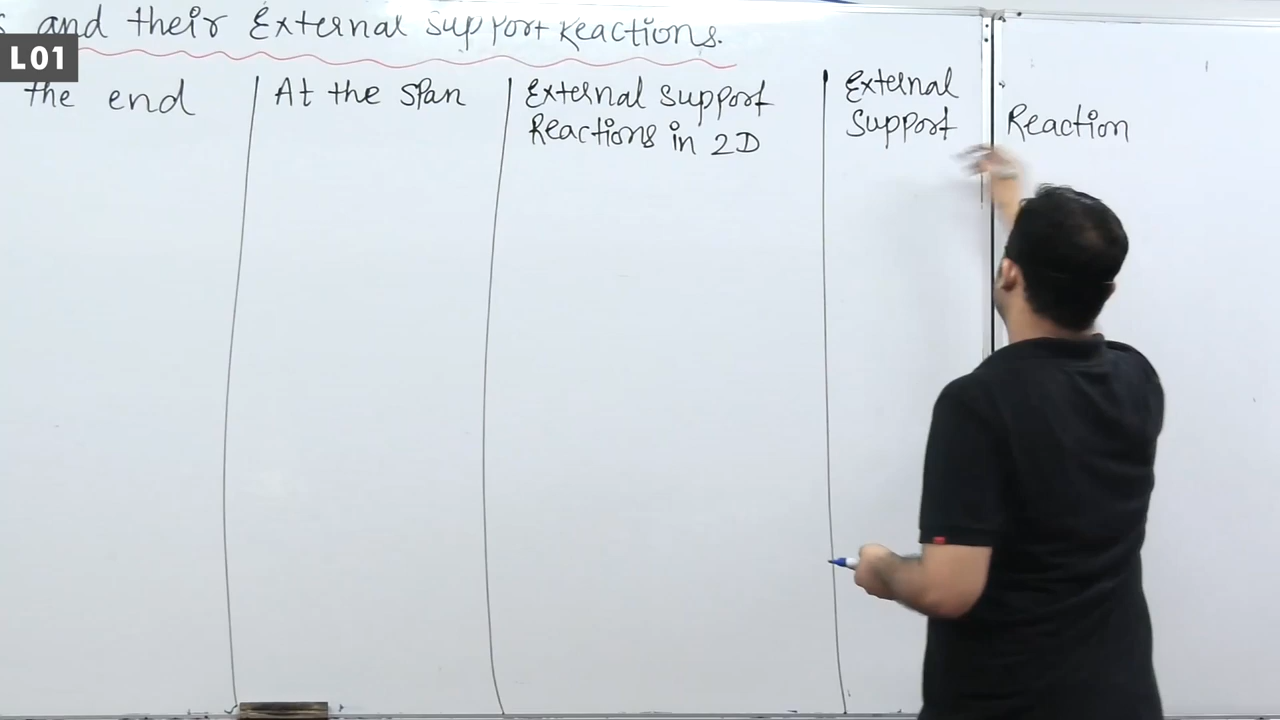 and their External Support Reactions.
L01
the end
At the span
External support
Reactions in 2D
External
Support Reaction